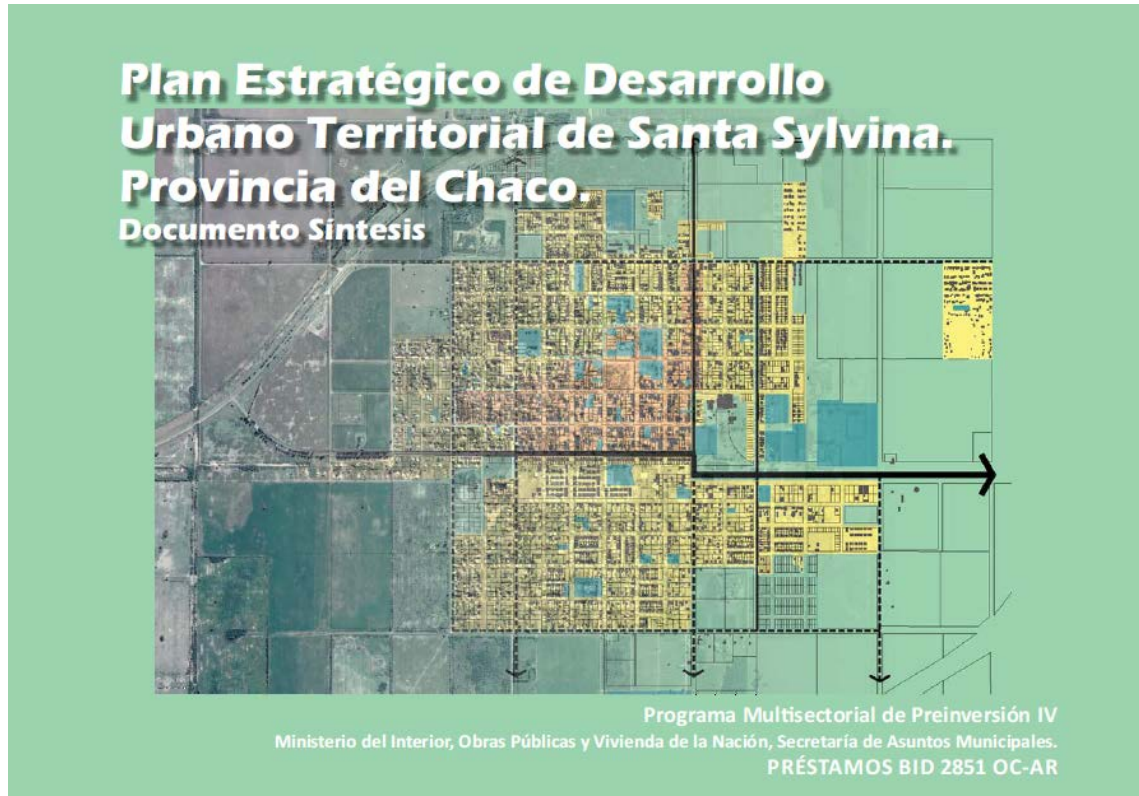 Plan Estratégico de Desarrollo
Urbano Territorial de Santa Sylvina.
Provincia del Chaco.
Documento Síntesis
Programa Multisectorial de Preinversión IV
Ministerio del Interior, Obras Públicas y Vivienda de la Nación, Secretaría de Asuntos Municipales.
PRÉSTAMOS BID 2851 OC-AR